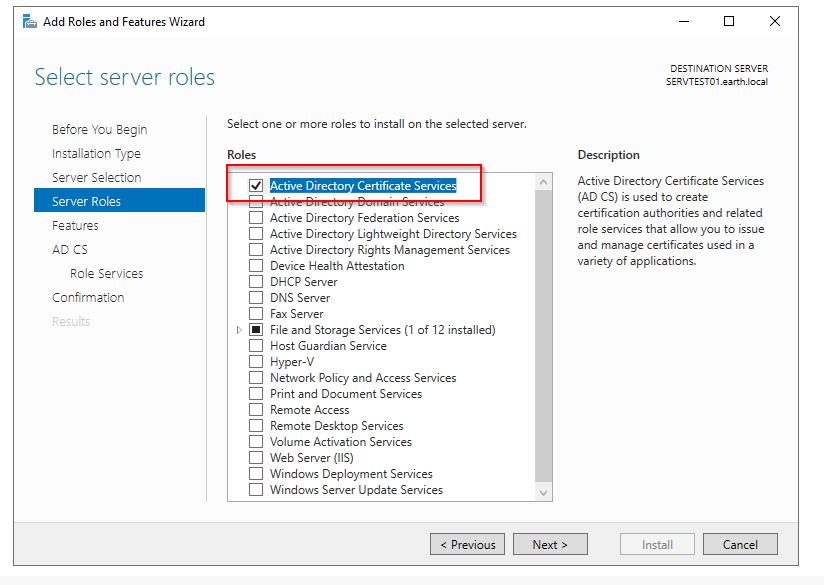 Add Roles and Features Wizard
Select server roles
DESTINATION SERVER
SERVTEST01.earth.local
Before You Begin
Installation Type
Server Selection
Server Roles
Features
AD CS
Role Services
Confirmation
Results
Select one or more roles to install on the selected server.
Roles
Active Directory Certificate Services
Active Directory Domain Services
Active Directory Federation Services
Active Directory Lightweight Directory Services
Active Directory Rights Management Services
Device Health Attestation
DHCP Server
DNS Server
Fax Server
File and Storage Services (1 of 12 installed)
Host Guardian Service
Hyper-V
Network Policy and Access Services
Print and Document Services
Remote Access
Remote Desktop Services
Volume Activation Services
Web Server (IIS)
Windows Deployment Services
Windows Server Update Services
Description
Active Directory Certificate Services
(AD CS) is used to create
certification authorities and related
role services that allow you to issue
and manage certificates used in a
variety of applications.
< Previous
Next >
Install
Cancel